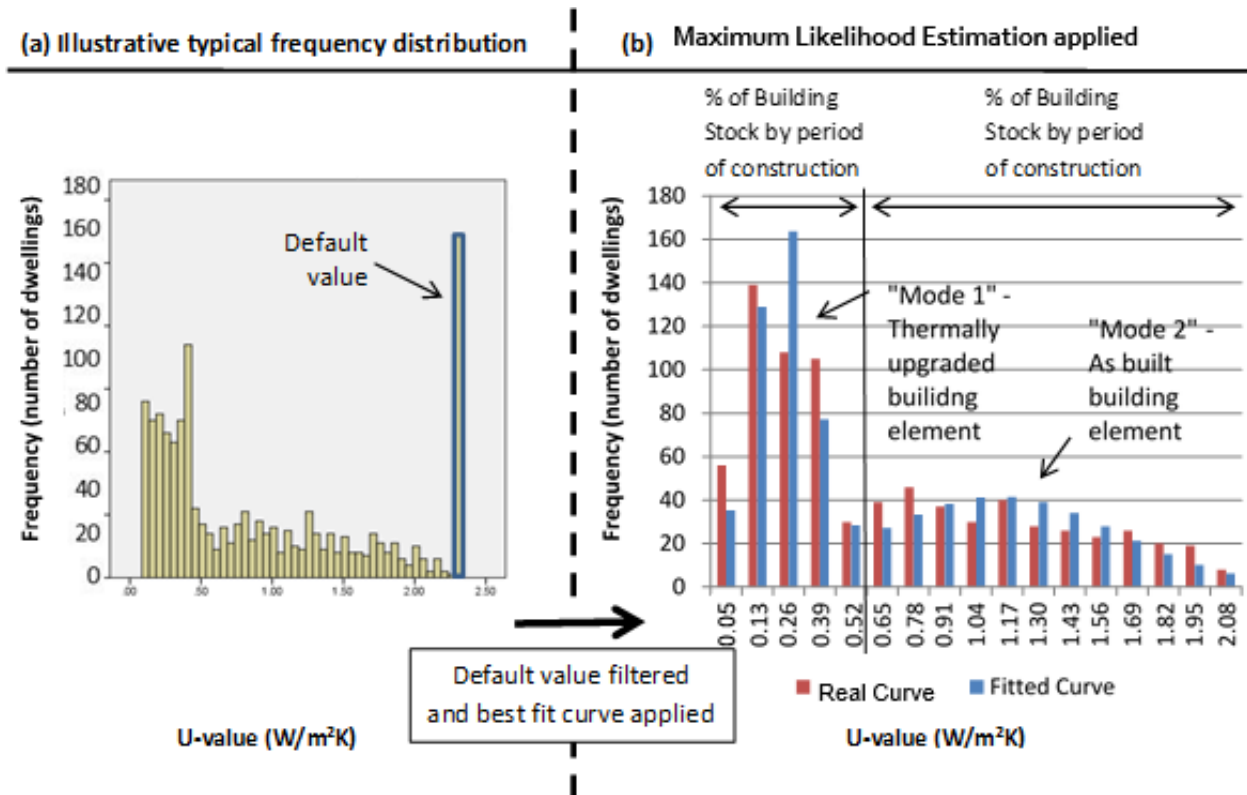 (a) Illustrative typical frequency distribution
Frequency (number of dwellings)
180
160
140
120
100
80
60
40
20
0
Default
value
.00 .50 1.00 1.50 2.00 2.50
U-value (W/m²K)
Default value filtered
and best fit curve applied
(b) Maximum Likelihood Estimation applied
% of Building
Stock by period
of construction
% of Building
Stock by period
of construction
Frequency (number of dwellings)
180
160
140
120
100
80
60
40
20
0
"Mode 1" -
Thermally
upgraded
builidng
element
"Mode 2" -
As built
building
element
0.05 0.13 0.26 0.39 0.52 0.65 0.78 0.91 1.04 1.17 1.30 1.43 1.56 1.69 1.82 1.95 2.08
Real Curve Fitted Curve
U-value (W/m²K)